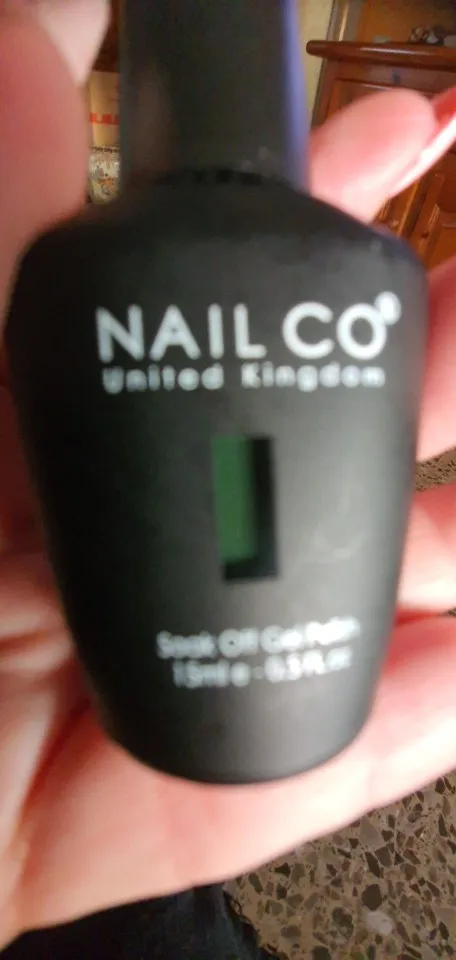 NAIL CO®
United Kingdom
Soak Off Gel Polish
15ml e - 0.5 fl. oz